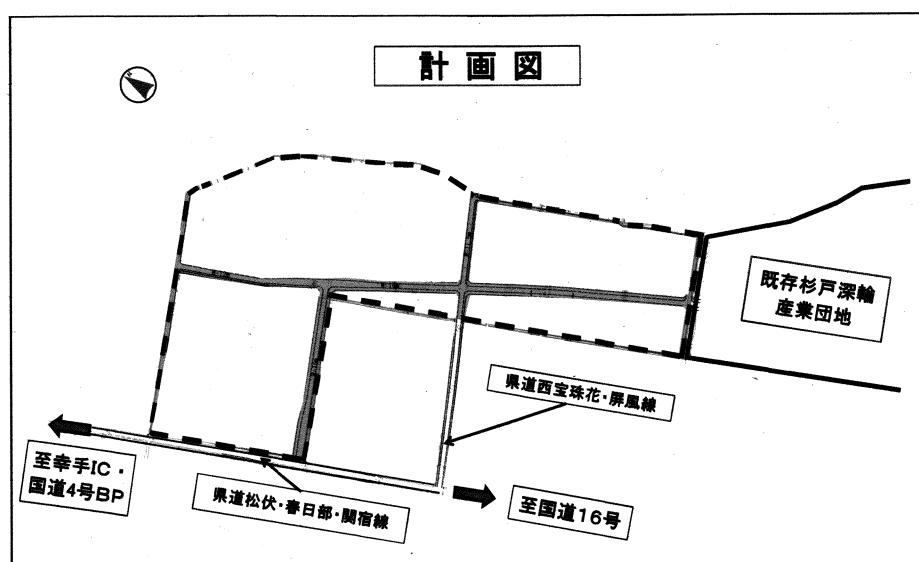 計画図
既存杉戸深輪
産業団地
県道西宝珠花・屏風線
至幸手IC・
国道4号BP
県道松伏・春日部・関宿線
至国道16号